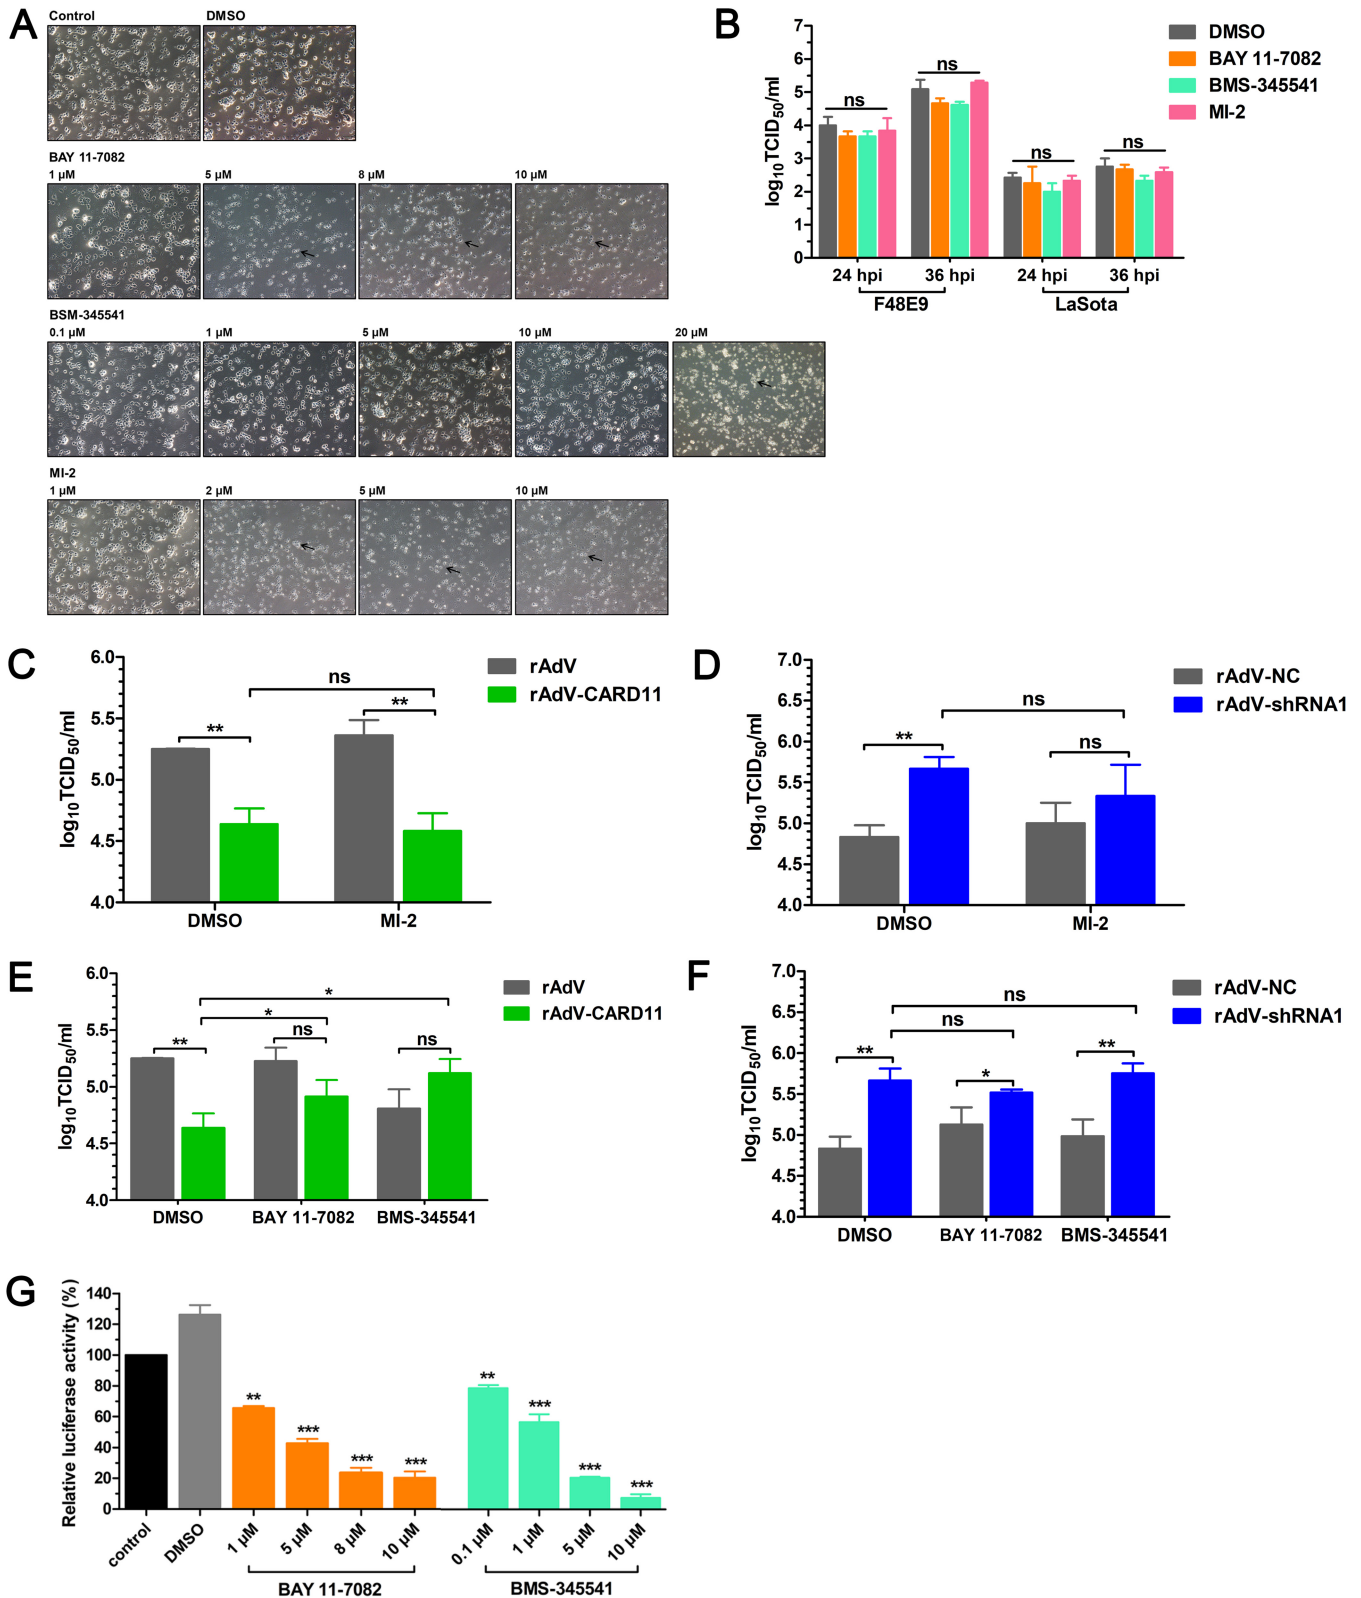 A
Control DMSO
BAY 11-7082
1 µM 5 µM 8 µM 10 µM
BSM-345541
0.1 µM 1 µM 5 µM 10 µM 20 µM
MI-2
1 µM 2 µM 5 µM 10 µM
B
log10TCID50/ml
7
6
5
4
3
2
1
0
ns ns ns ns
DMSO
BAY 11-7082
BMS-345541
MI-2
24 hpi 36 hpi 24 hpi 36 hpi
F48E9 LaSota
C
log10TCID50/ml
6.0
5.5
5.0
4.5
4.0
ns
** **
rAdV
rAdV-CARD11
DMSO MI-2
D
log10TCID50/ml
7.0
6.5
6.0
5.5
5.0
4.5
4.0
ns
** ns
rAdV-NC
rAdV-shRNA1
DMSO MI-2
E
log10TCID50/ml
6.0
5.5
5.0
4.5
4.0
*
*
** ns ns
rAdV
rAdV-CARD11
DMSO BAY 11-7082 BMS-345541
F
log10TCID50/ml
7.0
6.5
6.0
5.5
5.0
4.5
4.0
ns
ns
** * **
rAdV-NC
rAdV-shRNA1
DMSO BAY 11-7082 BMS-345541
G
Relative luciferase activity (%)
140
120
100
80
60
40
20
0
** *** *** *** ** *** *** ***
control DMSO 1 µM 5 µM 8 µM 10 µM 0.1 µM 1 µM 5 µM 10 µM
BAY 11-7082 BMS-345541